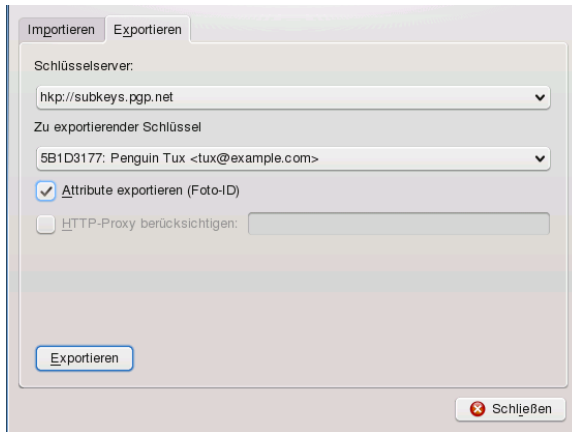 Importieren Exportieren
Schlüsselserver:
hkp://subkeys.pgp.net
Zu exportierender Schlüssel
5B1D3177: Penguin Tux <tux@example.com>
Attribute exportieren (Foto-ID)
HTTP-Proxy berücksichtigen:
Exportieren
Schließen